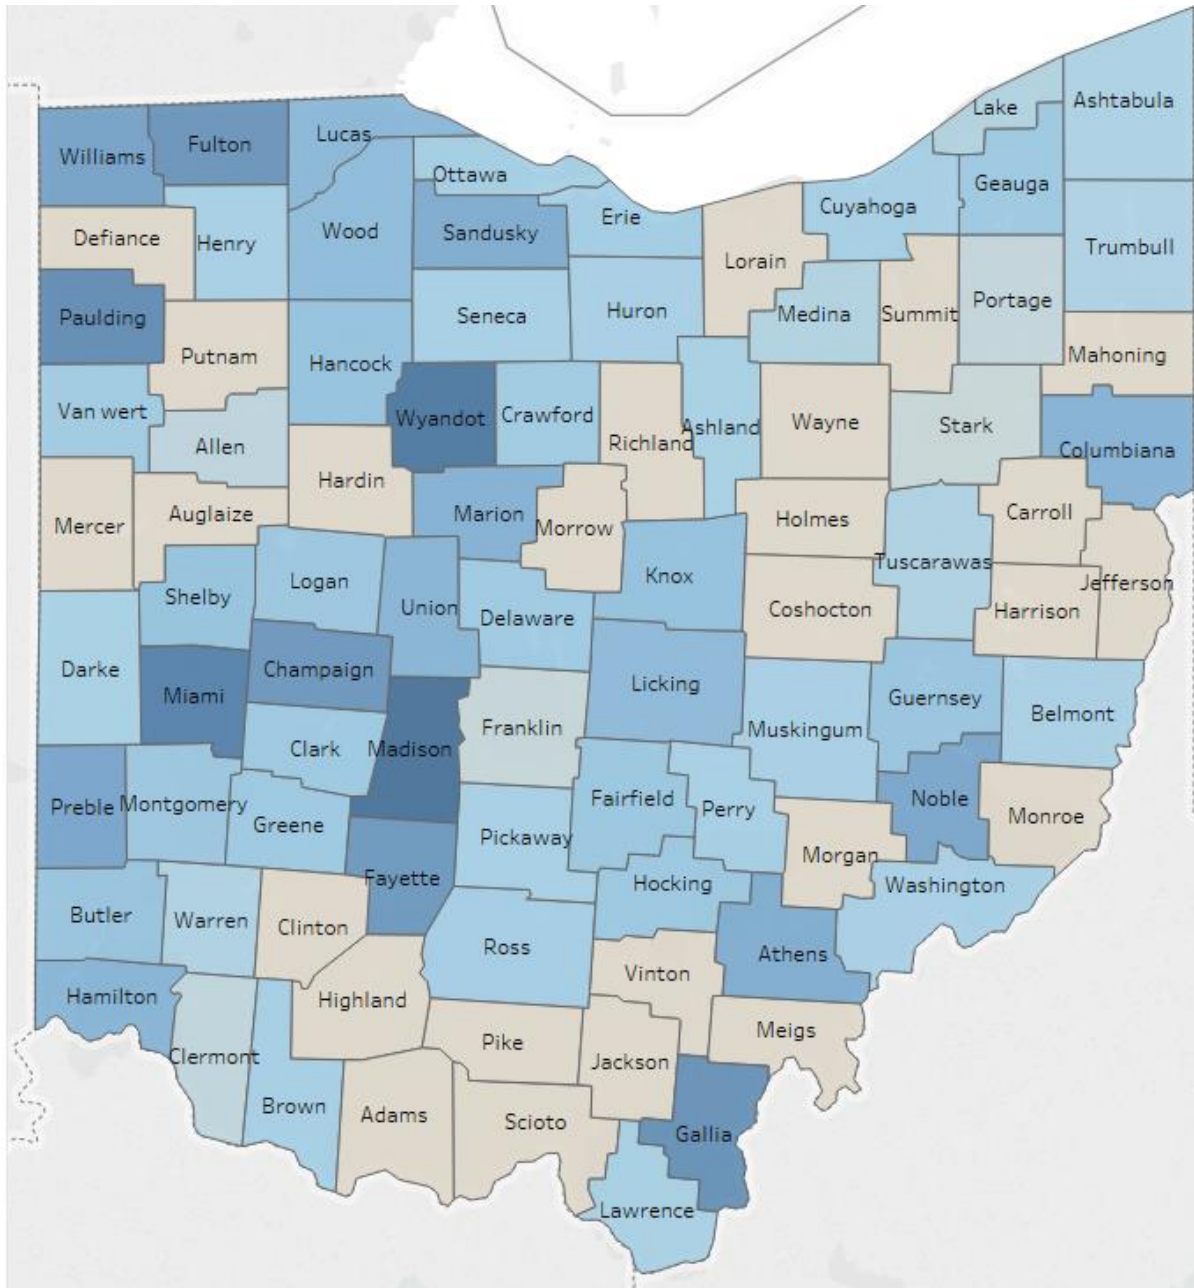 Ashtabula
Lake
Lucas
Fulton
Williams
Ottawa
Geauga
Cuyahoga
Erie
Wood
Sandusky
Defiance
Henry
Trumbull
Lorain
Portage
Huron
Medina
Summit
Seneca
Paulding
Mahoning
Putnam
Hancock
Van wert
Wyandot
Crawford
Ashland
Wayne
Stark
Richland
Allen
Columbiana
Hardin
Carroll
Auglaize
Marion
Holmes
Mercer
Morrow
Tuscarawas
Knox
Logan
Jefferson
Shelby
Union
Coshocton
Harrison
Delaware
Darke
Champaign
Licking
Miami
Guernsey
Belmont
Franklin
Muskingum
Clark
Madison
Fairfield
Noble
Preble
Montgomery
Perry
Monroe
Greene
Pickaway
Morgan
Fayette
Hocking
Washington
Butler
Warren
Clinton
Ross
Athens
Vinton
Hamilton
Highland
Meigs
Pike
Clermont
Jackson
Brown
Adams
Scioto
Gallia
Lawrence